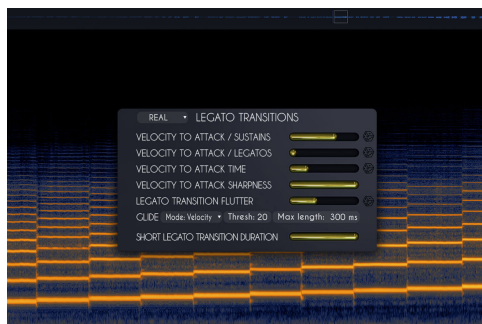 REAL LEGATO TRANSITIONS
VELOCITY TO ATTACK / SUSTAINS
VELOCITY TO ATTACK / LEGATOS
VELOCITY TO ATTACK TIME
VELOCITY TO ATTACK SHARPNESS
LEGATO TRANSITION FLUTTER
GLIDE Mode: Velocity Thresh: 20 Max length: 300 ms
SHORT LEGATO TRANSITION DURATION